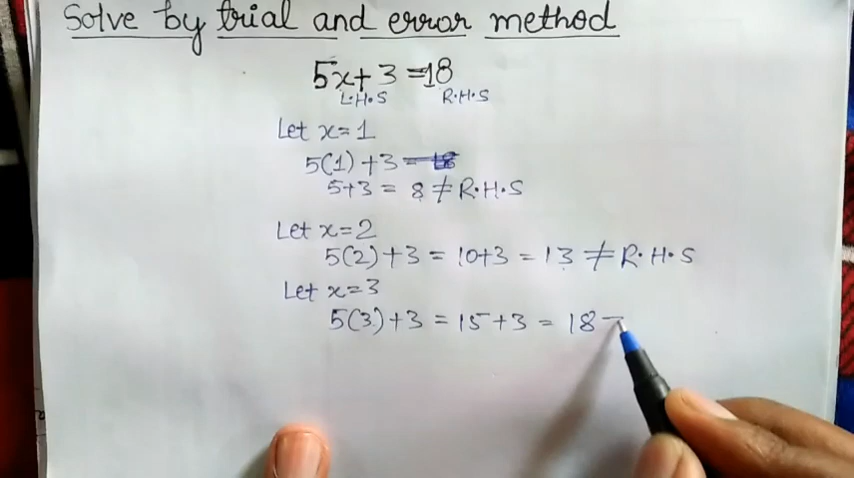 Solve by trial and error method
5x+3=18
L.H.S R.H.S
Let x=1
5(1)+3=18
5+3 = 8 ≠ R.H.S
Let x=2
5(2)+3 = 10+3 = 13 ≠ R.H.S
Let x=3
5(3)+3 = 15+3 = 18 -